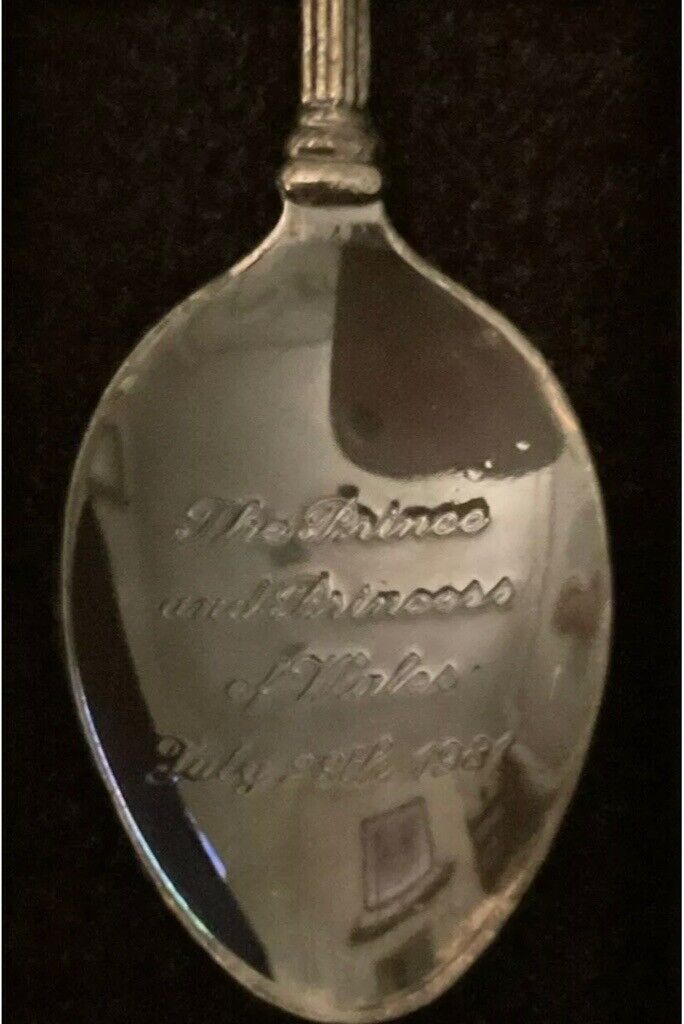 The Prince
and Princess
of Wales
July 29th 1981